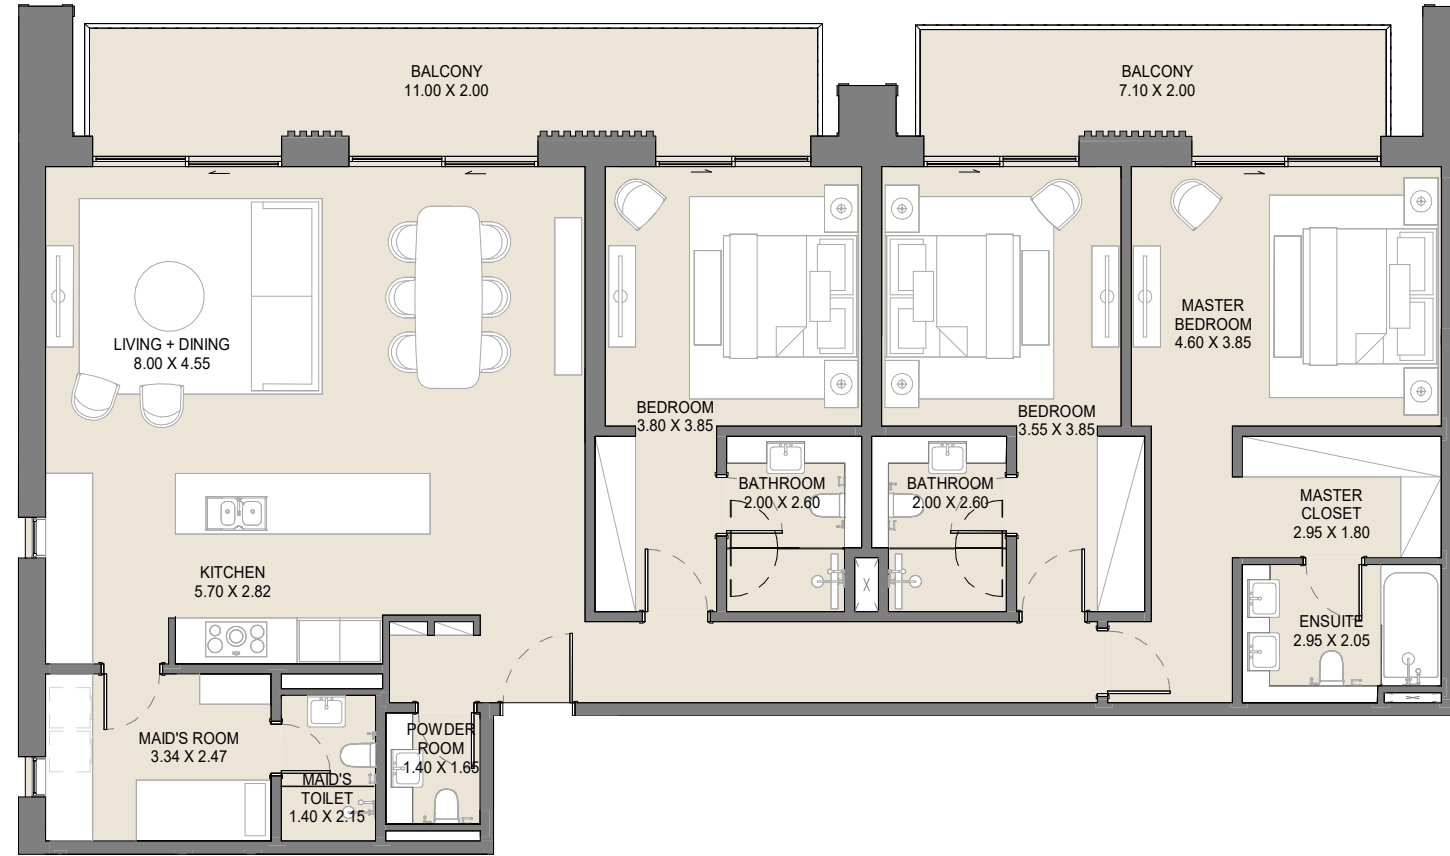 BALCONY
11.00 X 2.00
BALCONY
7.10 X 2.00
LIVING + DINING
8.00 X 4.55
MASTER
BEDROOM
4.60 X 3.85
BEDROOM
3.80 X 3.85
BEDROOM
3.55 X 3.85
BATHROOM
2.00 X 2.60
BATHROOM
2.00 X 2.60
MASTER
CLOSET
2.95 X 1.80
KITCHEN
5.70 X 2.82
ENSUITE
2.95 X 2.05
MAID'S ROOM
3.34 X 2.47
POWDER
ROOM
1.40 X 1.65
MAID'S
TOILET
1.40 X 2.15